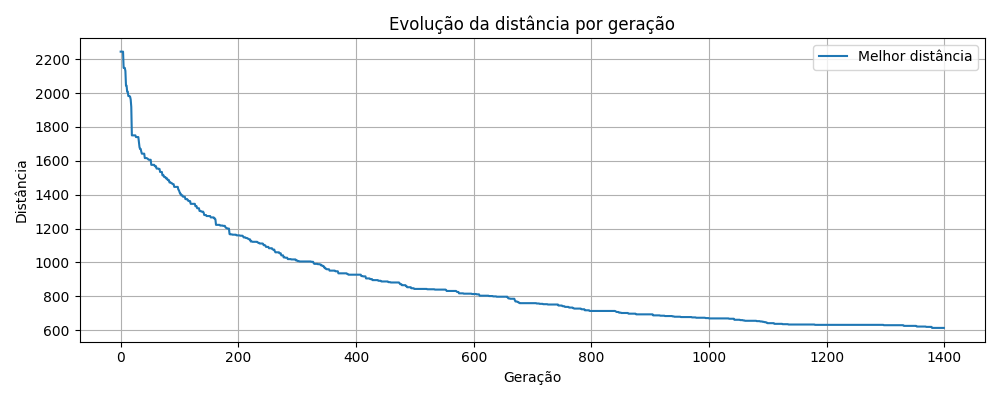 Evolução da distância por geração
Melhor distância
Distância
2200
2000
1800
1600
1400
1200
1000
800
600
0 200 400 600 800 1000 1200 1400
Geração